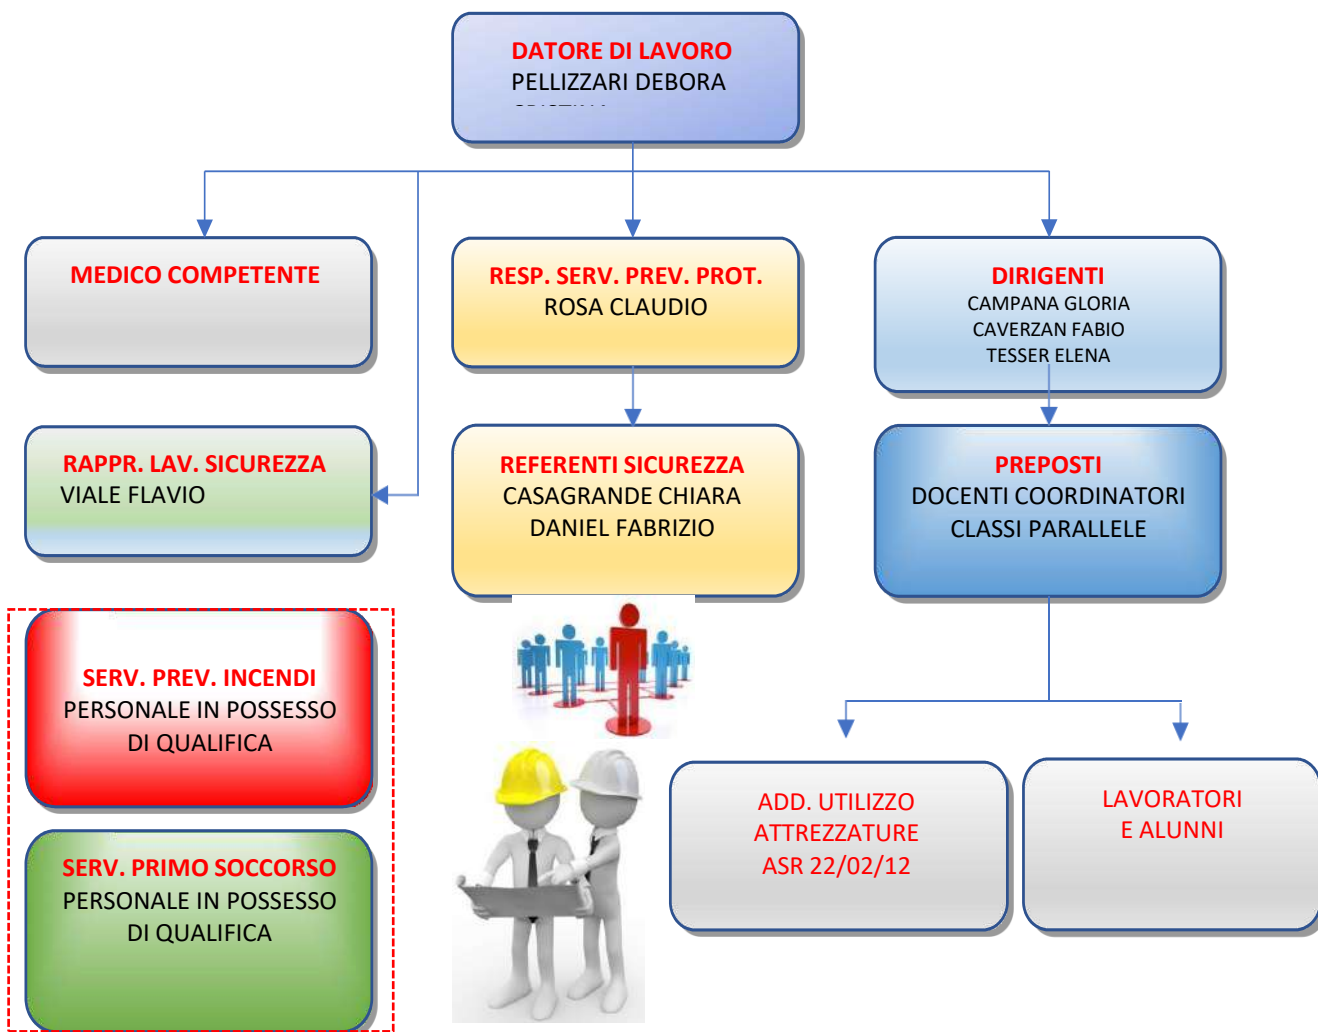 DATORE DI LAVORO
PELLIZZARI DEBORA
MEDICO COMPETENTE
RESP. SERV. PREV. PROT.
ROSA CLAUDIO
DIRIGENTI
CAMPANA GLORIA
CAVERZAN FABIO
TESSER ELENA
RAPPR. LAV. SICUREZZA
VIALE FLAVIO
REFERENTI SICUREZZA
CASAGRANDE CHIARA
DANIEL FABRIZIO
PREPOSTI
DOCENTI COORDINATORI
CLASSI PARALLELE
SERV. PREV. INCENDI
PERSONALE IN POSSESSO
DI QUALIFICA
SERV. PRIMO SOCCORSO
PERSONALE IN POSSESSO
DI QUALIFICA
ADD. UTILIZZO
ATTREZZATURE
ASR 22/02/12
LAVORATORI
E ALUNNI